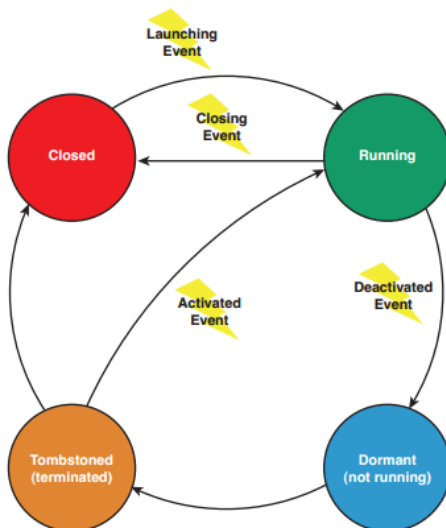 Launching
Event
Closed
Closing
Event
Running
Activated
Event
Deactivated
Event
Tombstoned
(terminated)
Dormant
(not running)